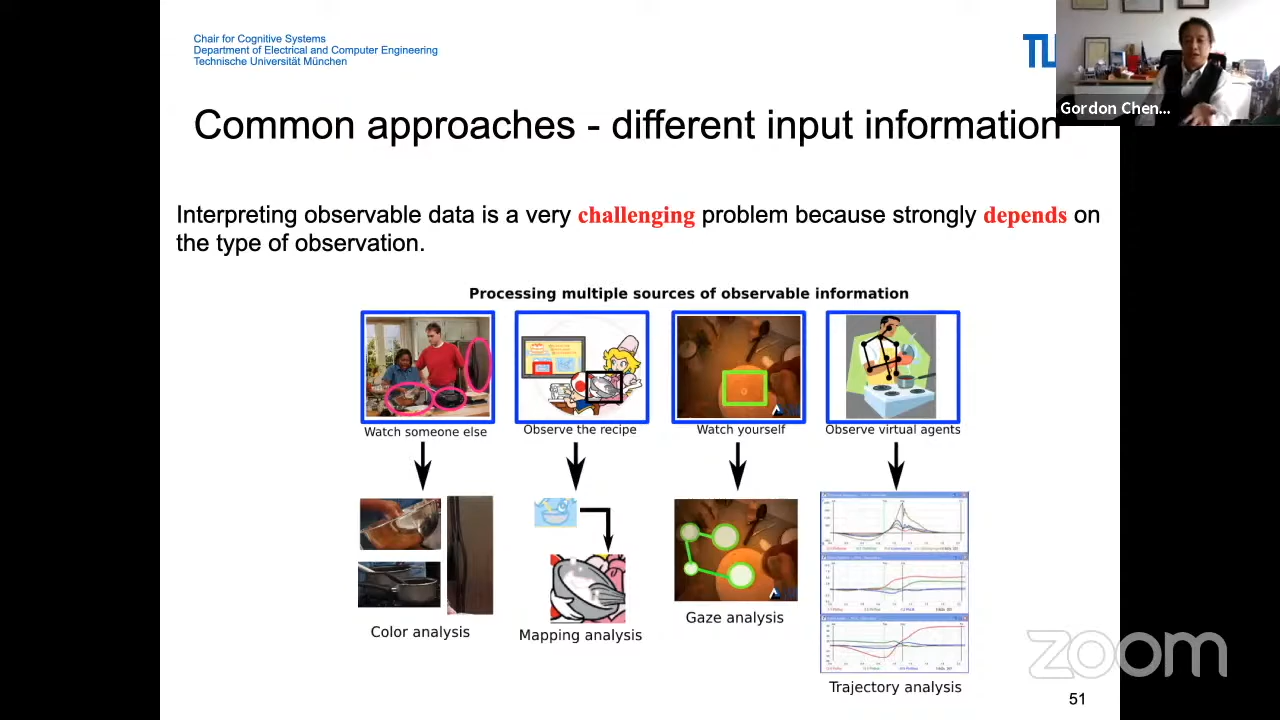 Chair for Cognitive Systems
Department of Electrical and Computer Engineering
Technische Universität München
Gordon Chen...
Common approaches - different input information
Interpreting observable data is a very challenging problem because strongly depends on
the type of observation.
Processing multiple sources of observable information
Watch someone else
Observe the recipe
Watch yourself
Observe virtual agents
Color analysis
Mapping analysis
Gaze analysis
Trajectory analysis
zoom
51